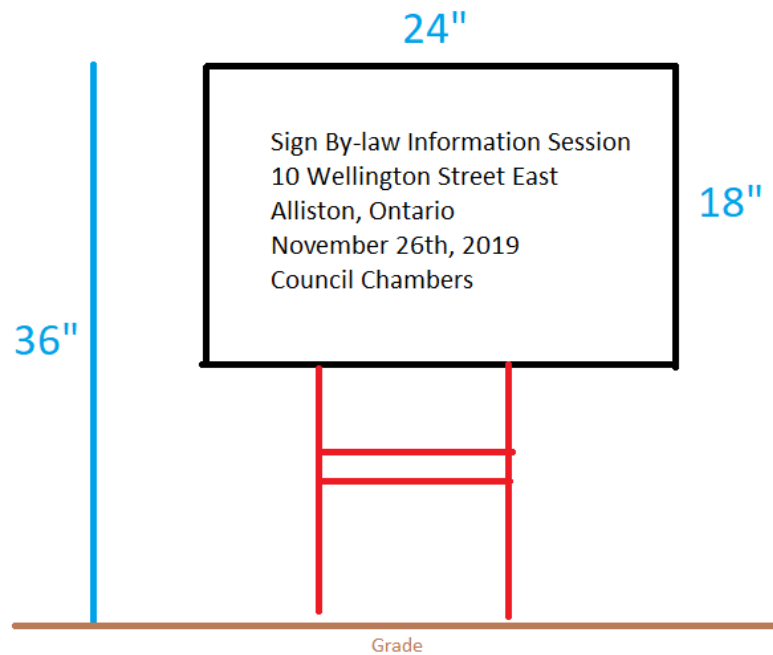 24"
Sign By-law Information Session
10 Wellington Street East
Alliston, Ontario
November 26th, 2019
Council Chambers
18"
36"
Grade